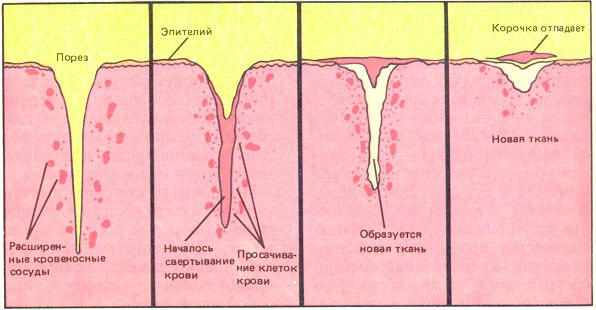 Порез
Расширен-
ные кровеносные
сосуды
Эпителий
Началось
свертывание
крови
Просачива-
ние клеток
крови
Образуется
новая ткань
Корочка отпадает
Новая ткань